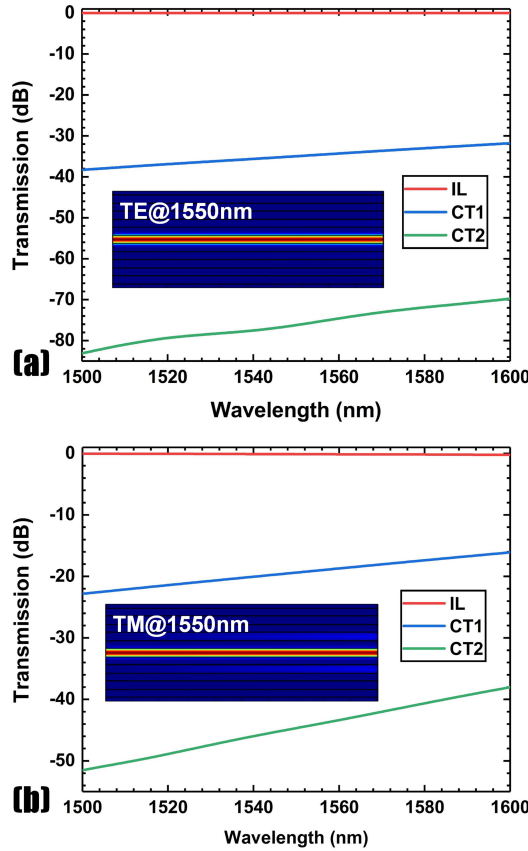 0
-10
-20
-30
-40
-50
-60
-70
-80
Transmission (dB)
TE@1550nm
IL
CT1
CT2
(a)
1500 1520 1540 1560 1580 1600
Wavelength (nm)
0
-10
-20
-30
-40
-50
Transmission (dB)
TM@1550nm
IL
CT1
CT2
(b)
1500 1520 1540 1560 1580 1600
Wavelength (nm)